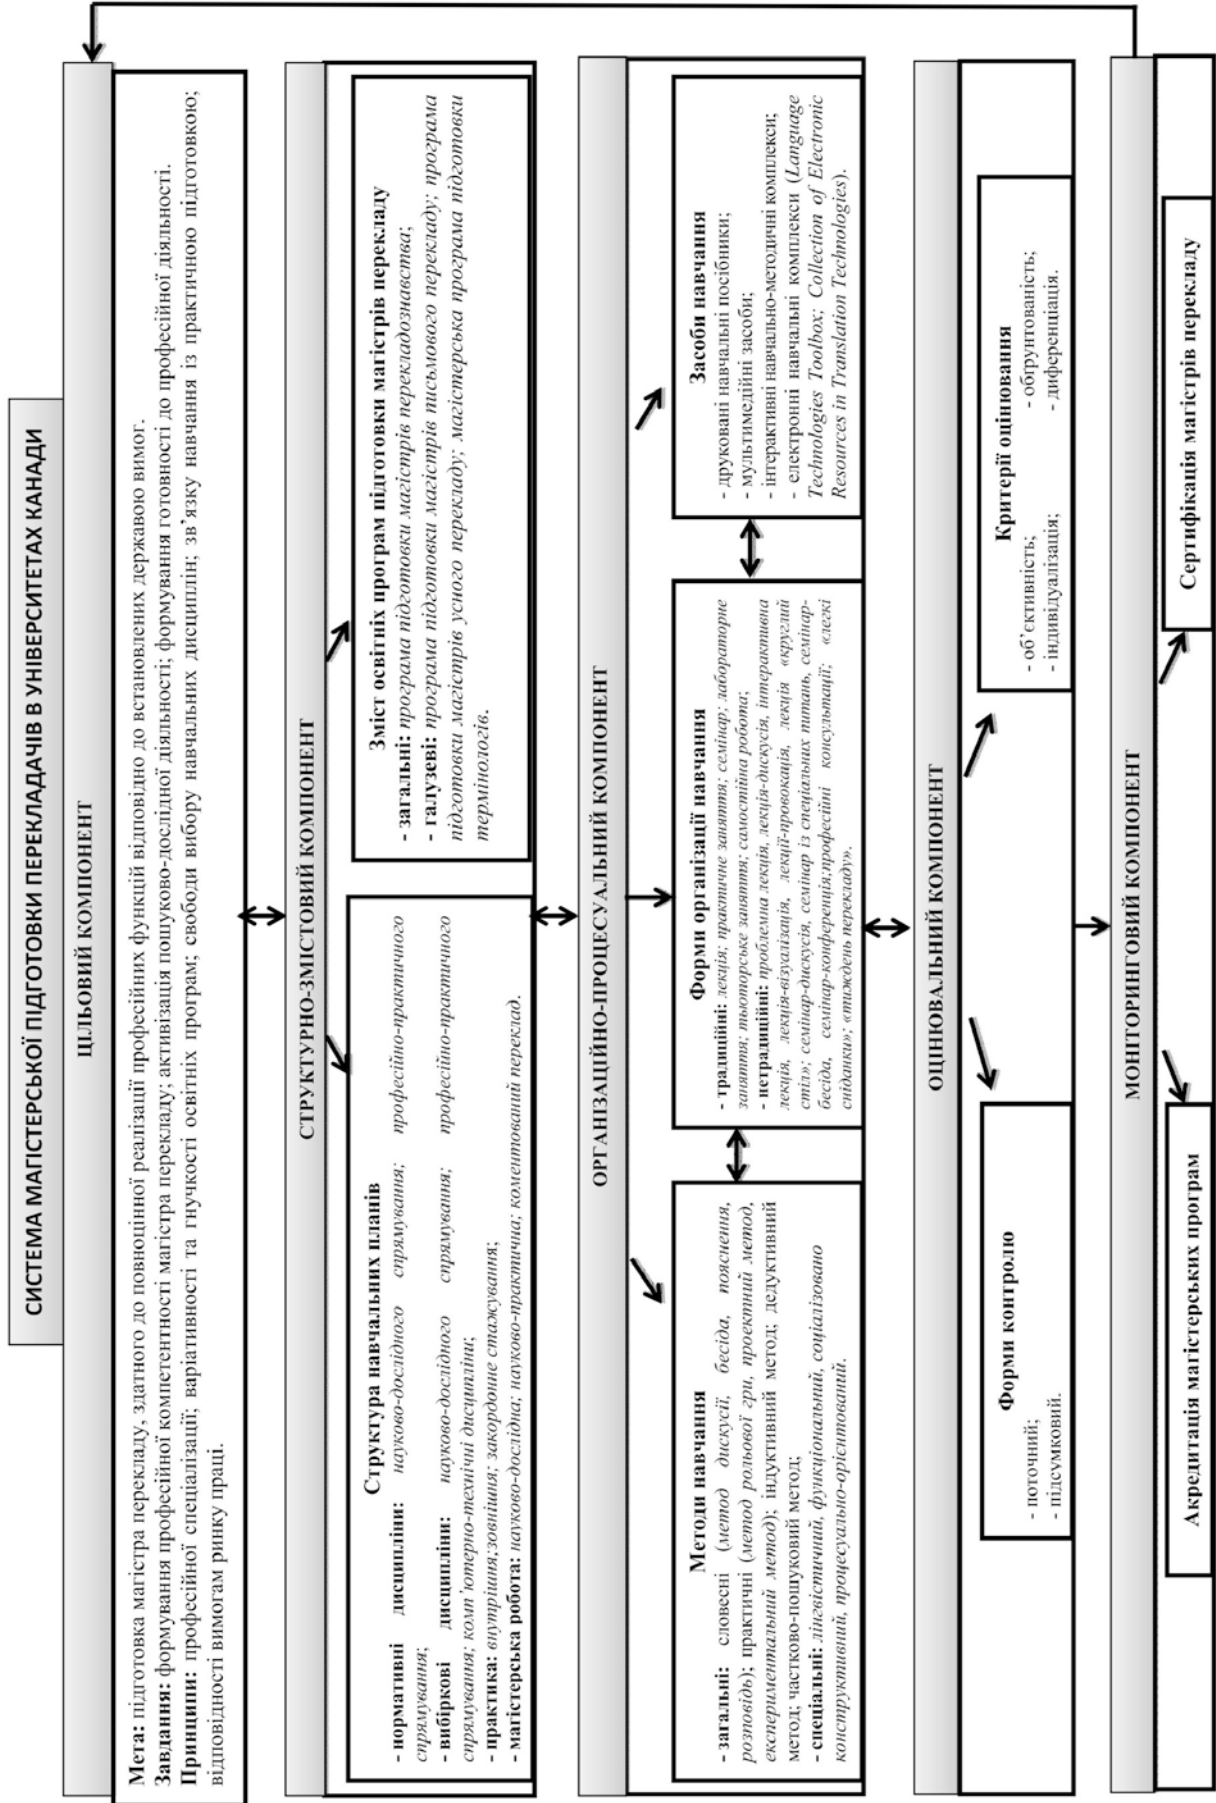 СИСТЕМА МАГІСТЕРСЬКОЇ ПІДГОТОВКИ ПЕРЕКЛАДАЧІВ В УНІВЕРСИТЕТАХ КАНАДИ
ЦІЛЬОВИЙ КОМПОНЕНТ
Мета: підготовка магістра перекладу, здатного до повноцінної реалізації професійних функцій відповідно до встановлених державою вимог.
Завдання: формування професійної компетентності магістра перекладу; активізація пошуково-дослідної діяльності; формування готовності до професійної діяльності.
Принципи: професійної спеціалізації; варіативності та гнучкості освітніх програм; свободи вибору навчальних дисциплін; зв’язку навчання із практичною підготовкою;
відповідності вимогам ринку праці.
СТРУКТУРНО-ЗМІСТОВИЙ КОМПОНЕНТ
Структура навчальних планів
- нормативні дисципліни: науково-дослідного спрямування; професійно-практичного
спрямування;
- вибіркові дисципліни: науково-дослідного спрямування; професійно-практичного
спрямування; комп’ютерно-технічні дисципліни;
- практика: внутрішня;зовнішня; закордонне стажування;
- магістерська робота: науково-дослідна; науково-практична; коментований переклад.
Зміст освітніх програм підготовки магістрів перекладу
- загальні: програма підготовки магістрів перекладознавства;
- галузеві: програма підготовки магістрів письмового перекладу; програма
підготовки магістрів усного перекладу; магістерська програма підготовки
термінологів.
ОРГАНІЗАЦІЙНО-ПРОЦЕСУАЛЬНИЙ КОМПОНЕНТ
Методи навчання
- загальні: словесні (метод дискусії, бесіда, пояснення,
розповідь); практичні (метод рольової гри, проектний метод,
експериментальний метод); індуктивний метод; дедуктивний
метод; частково-пошуковий метод;
- спеціальні: лінгвістичний, функціональний, соціалізовано
конструктивний, процесуально-орієнтований.
Форми організації навчання
- традиційні: лекція; практичне заняття; семінар; лабораторне
заняття; тьюторське заняття; самостійна робота;
- нетрадиційні: проблемна лекція, лекція-дискусія, інтерактивна
лекція, лекція-візуалізація, лекції-провокація, лекція «круглий
стіл»; семінар-дискусія, семінар із спеціальних питань, семінар-
бесіда, семінар-конференція;професійні консультації; «легкі
сніданки»; «тиждень перекладу».
Засоби навчання
- друковані навчальні посібники;
- мультимедійні засоби;
- інтерактивні навчально-методичні комплекси;
- електронні навчальні комплекси (Language
Technologies Toolbox; Collection of Electronic
Resources in Translation Technologies).
ОЦІНЮВАЛЬНИЙ КОМПОНЕНТ
Форми контролю
- поточний;
- підсумковий.
Критерії оцінювання
- об’єктивність; - обґрунтованість;
- індивідуалізація; - диференціація.
МОНІТОРИНГОВИЙ КОМПОНЕНТ
Акредитація магістерських програм
Сертифікація магістрів перекладу